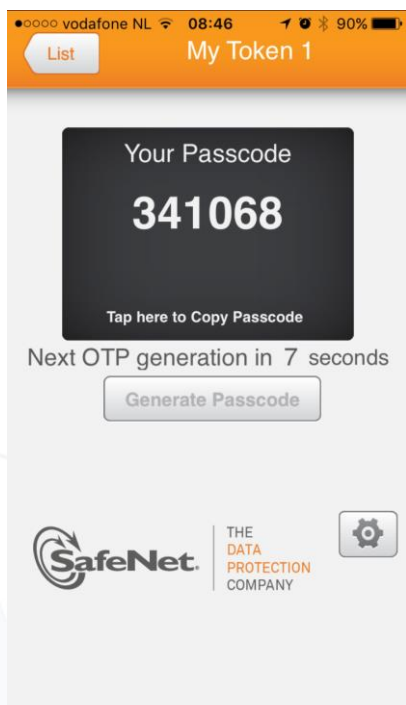 vodafone NL 08:46 90%
List My Token 1
Your Passcode
341068
Tap here to Copy Passcode
Next OTP generation in 7 seconds
Generate Passcode
SafeNet.
THE
DATA
PROTECTION
COMPANY